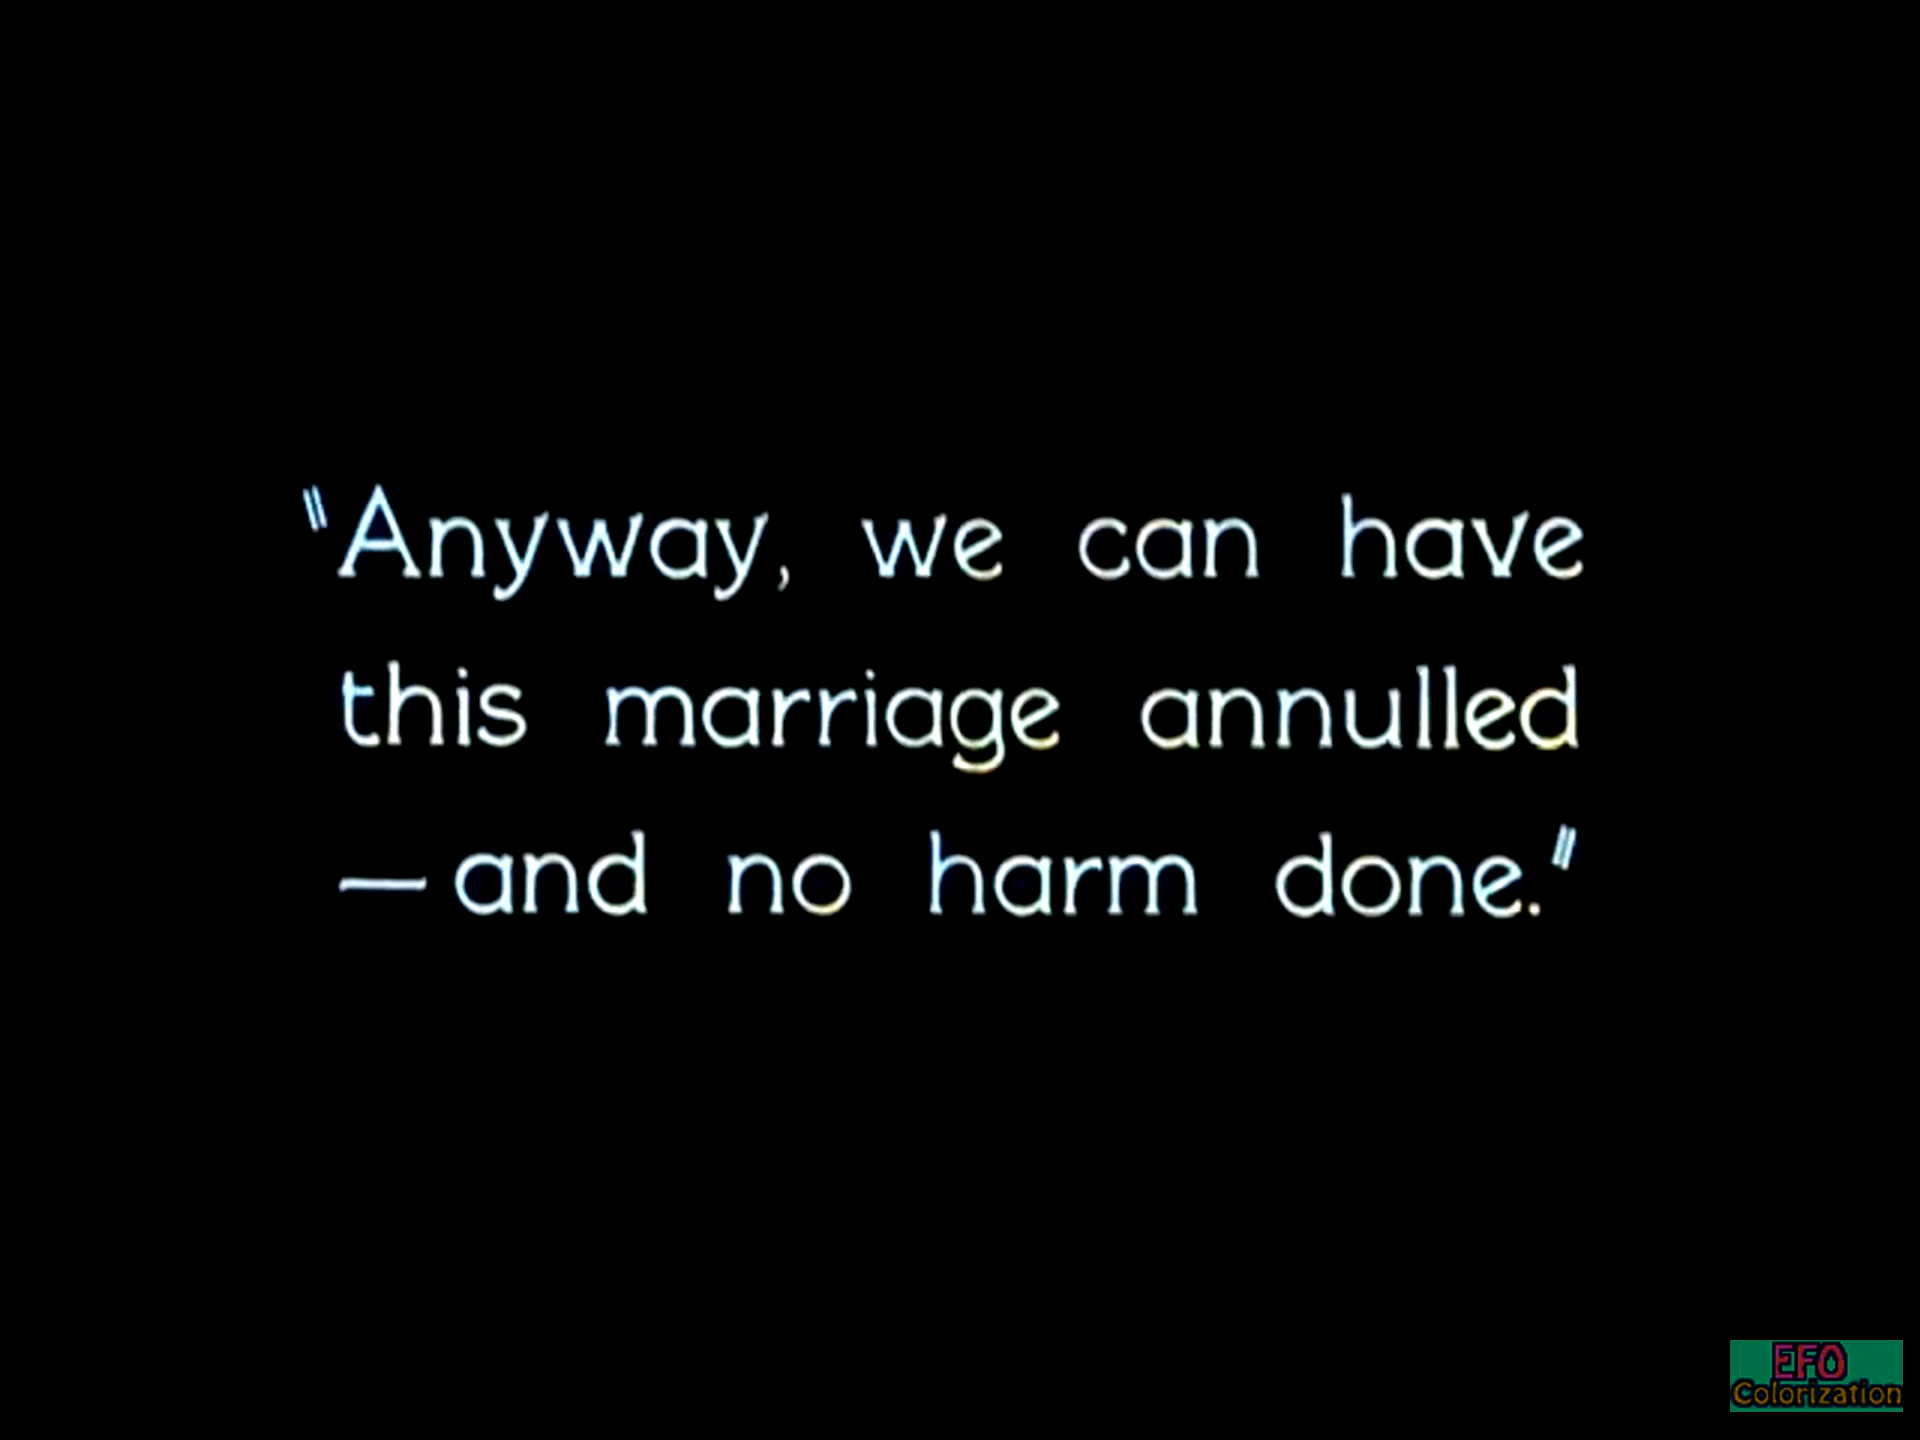 "Anyway, we can have
this marriage annulled
—and no harm done."
EFO
Colorization